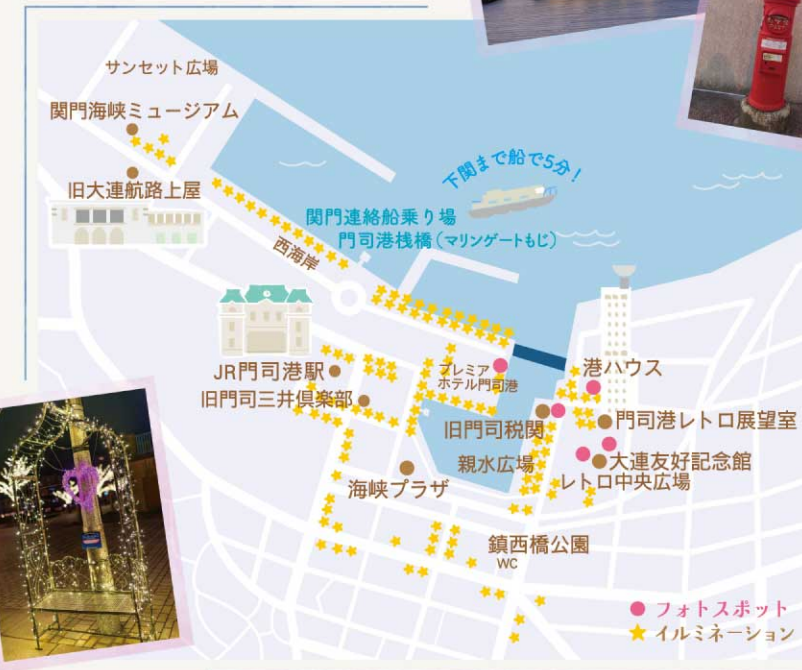 サンセット広場
関門海峡ミュージアム
旧大連航路上屋
下関まで船で5分！
関門連絡船乗り場
門司港桟橋（マリンゲートもじ）
西海岸
JR門司港駅
旧門司三井倶楽部
プレミア
ホテル門司港
港ハウス
旧門司税関
門司港レトロ展望室
親水広場
大連友好記念館
レトロ中央広場
海峡プラザ
鎮西橋公園
WC
フォトスポット
イルミネーション